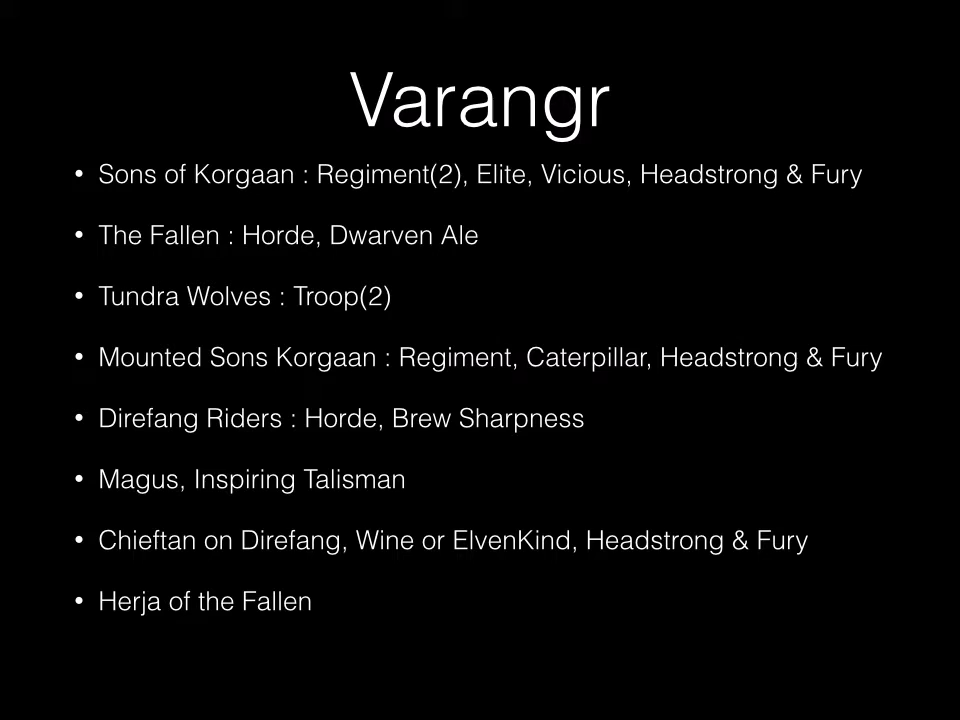 Varangr
• Sons of Korgaan : Regiment(2), Elite, Vicious, Headstrong & Fury
• The Fallen : Horde, Dwarven Ale
• Tundra Wolves : Troop(2)
• Mounted Sons Korgaan : Regiment, Caterpillar, Headstrong & Fury
• Direfang Riders : Horde, Brew Sharpness
• Magus, Inspiring Talisman
• Chieftan on Direfang, Wine or ElvenKind, Headstrong & Fury
• Herja of the Fallen